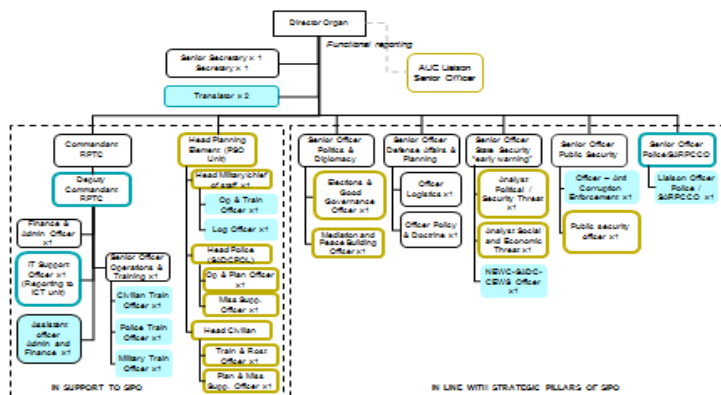 Director Organ
Functional reporting
Senior Secretary x 1
Secretary x 1
AUC Liaison
Senior Officer
Translator x 2
Commandant
RPTC
Deputy
Commandant
RPTC
Finance &
Admin Officer x1
IT Support
Officer x1
(Reporting to
ICT unit)
Assistant
officer
Admin and
Finance x1
Senior Officer
Operations &
Training x1
Civilian Train
Officer x1
Police Train
Officer x1
Military Train
Officer x1
Head Planning
Element (PSO
Unit)
Head Military/chief
of staff x1
Op & Train
Officer x1
Log Officer x1
Head Police
(SADCPOL)
Op & Plan Officer
x1
Miss Supp.
Officer x1
Head Civilian
Train & Rost
Officer x1
Plan & Miss
Supp. Officer x1
IN SUPPORT TO SIPO
Senior Officer
Politics &
Diplomacy
Elections &
Good
Governance
Officer x1
Mediation and
Peace Building
Officer x1
Senior Officer
Defense Affairs &
Planning
Officer
Logistics x1
Officer Policy
& Doctrine x1
Senior Officer
State Security
"early warning"
Analyst
Political /
Security Threat
x1
Analyst Social
and Economic
Threat x1
NEWC-SADC-
CEWS Officer
x1
Senior Officer
Public Security
Officer – Anti
Corruption
Enforcement x1
Public security
officer x1
Senior Officer
Police/SARPCCO
Liaison Officer
Police /
SARPCCO x1
IN LINE WITH STRATEGIC PILLARS OF SIPO